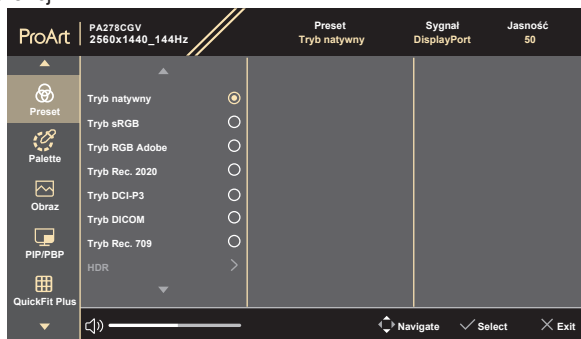 ProArt
PA278CGV
2560x1440_144Hz
Preset
Tryb natywny
Sygnał
DisplayPort
Jasność
50
Preset
Palette
Obraz
PIP/PBP
QuickFit Plus
Tryb natywny
Tryb sRGB
Tryb RGB Adobe
Tryb Rec. 2020
Tryb DCI-P3
Tryb DICOM
Tryb Rec. 709
HDR
Navigate
Select
Exit